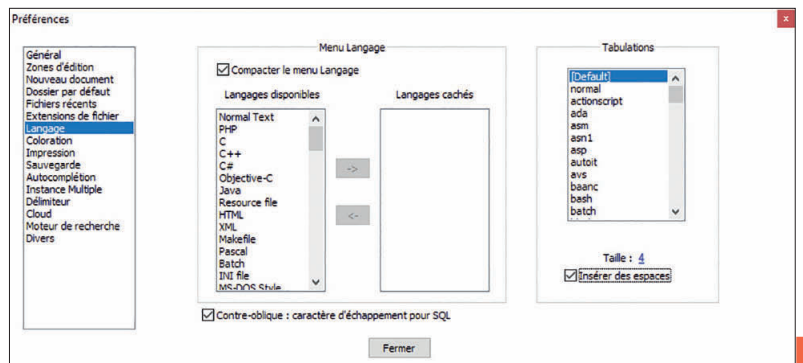 Préférences
x
Général
Zones d'édition
Nouveau document
Dossier par défaut
Fichiers récents
Extensions de fichier
Langage
Coloration
Impression
Sauvegarde
Autocomplétion
Instance Multiple
Délimiteur
Cloud
Moteur de recherche
Divers
Menu Langage
Compacter le menu Langage
Langages disponibles
Langages cachés
Normal Text
PHP
C
C++
C#
Objective-C
Java
Resource file
HTML
XML
Makefile
Pascal
Batch
INI file
MS-DOS Style
->
<-
Contre-oblique : caractère d'échappement pour SQL
Tabulations
[Default]
normal
actionscript
ada
asm
asn1
asp
autoit
avs
baanc
bash
batch
Taille : 4
Insérer des espaces
Fermer